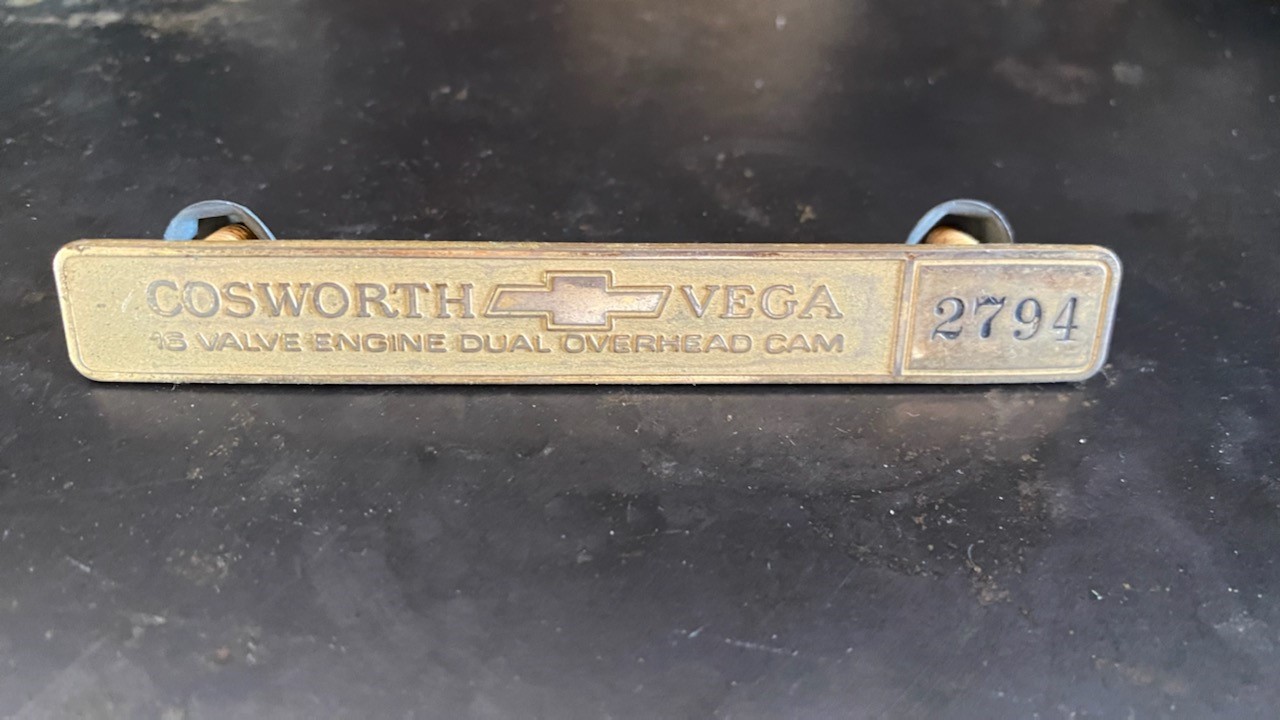 COSWORTH VEGA
16 VALVE ENGINE DUAL OVERHEAD CAM
2794